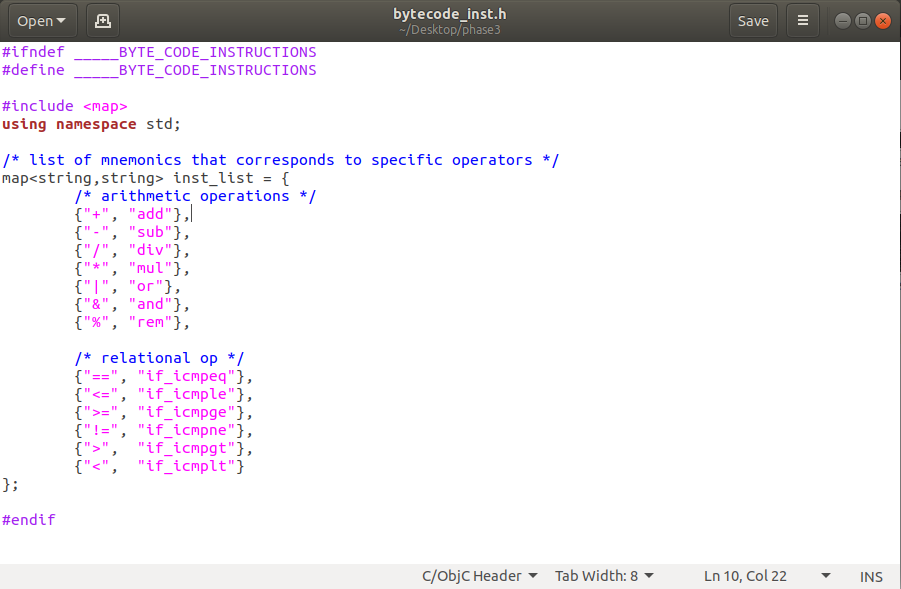 Open
bytecode_inst.h
~/Desktop/phase3
Save
#ifndef _____BYTE_CODE_INSTRUCTIONS
#define _____BYTE_CODE_INSTRUCTIONS
#include <map>
using namespace std;
/* list of mnemonics that corresponds to specific operators */
map<string,string> inst_list = {
/* arithmetic operations */
{"+", "add"},
{"-", "sub"},
{"/", "div"},
{"*", "mul"},
{"|", "or"},
{"&", "and"},
{"%", "rem"},
/* relational op */
{"==", "if_icmpeq"},
{"<=", "if_icmple"},
{">=", "if_icmpge"},
{"!=", "if_icmpne"},
{">",  "if_icmpgt"},
{"<",  "if_icmplt"}
};
#endif
C/ObjC Header
Tab Width: 8
Ln 10, Col 22
INS